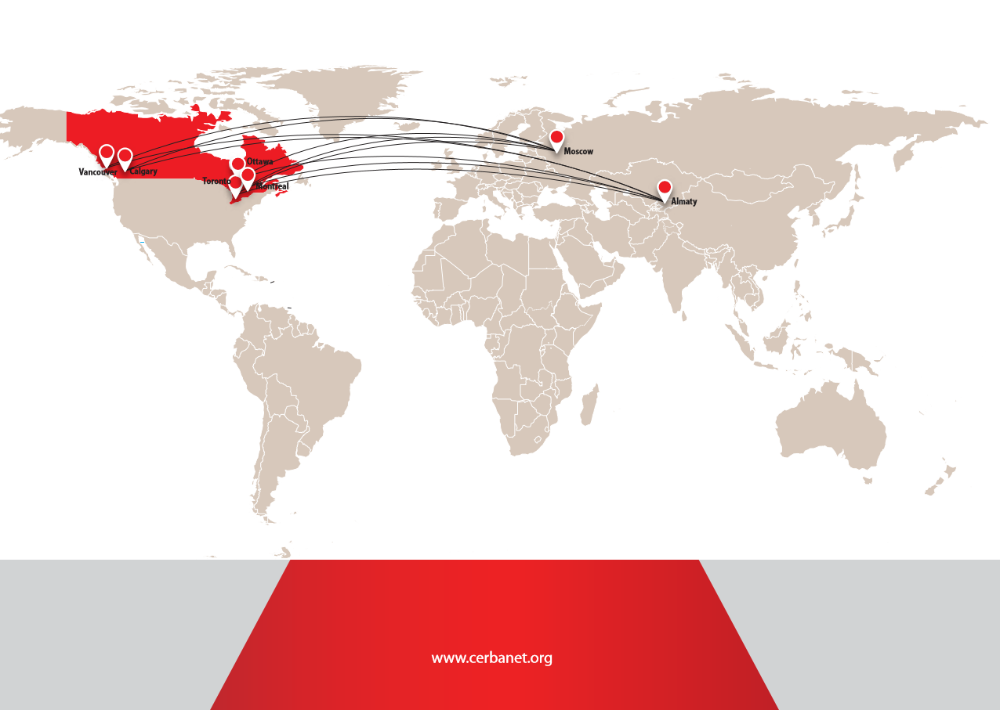 Moscow
Ottawa
Vancouver
Calgary
Toronto
Montreal
Almaty
www.cerbanet.org